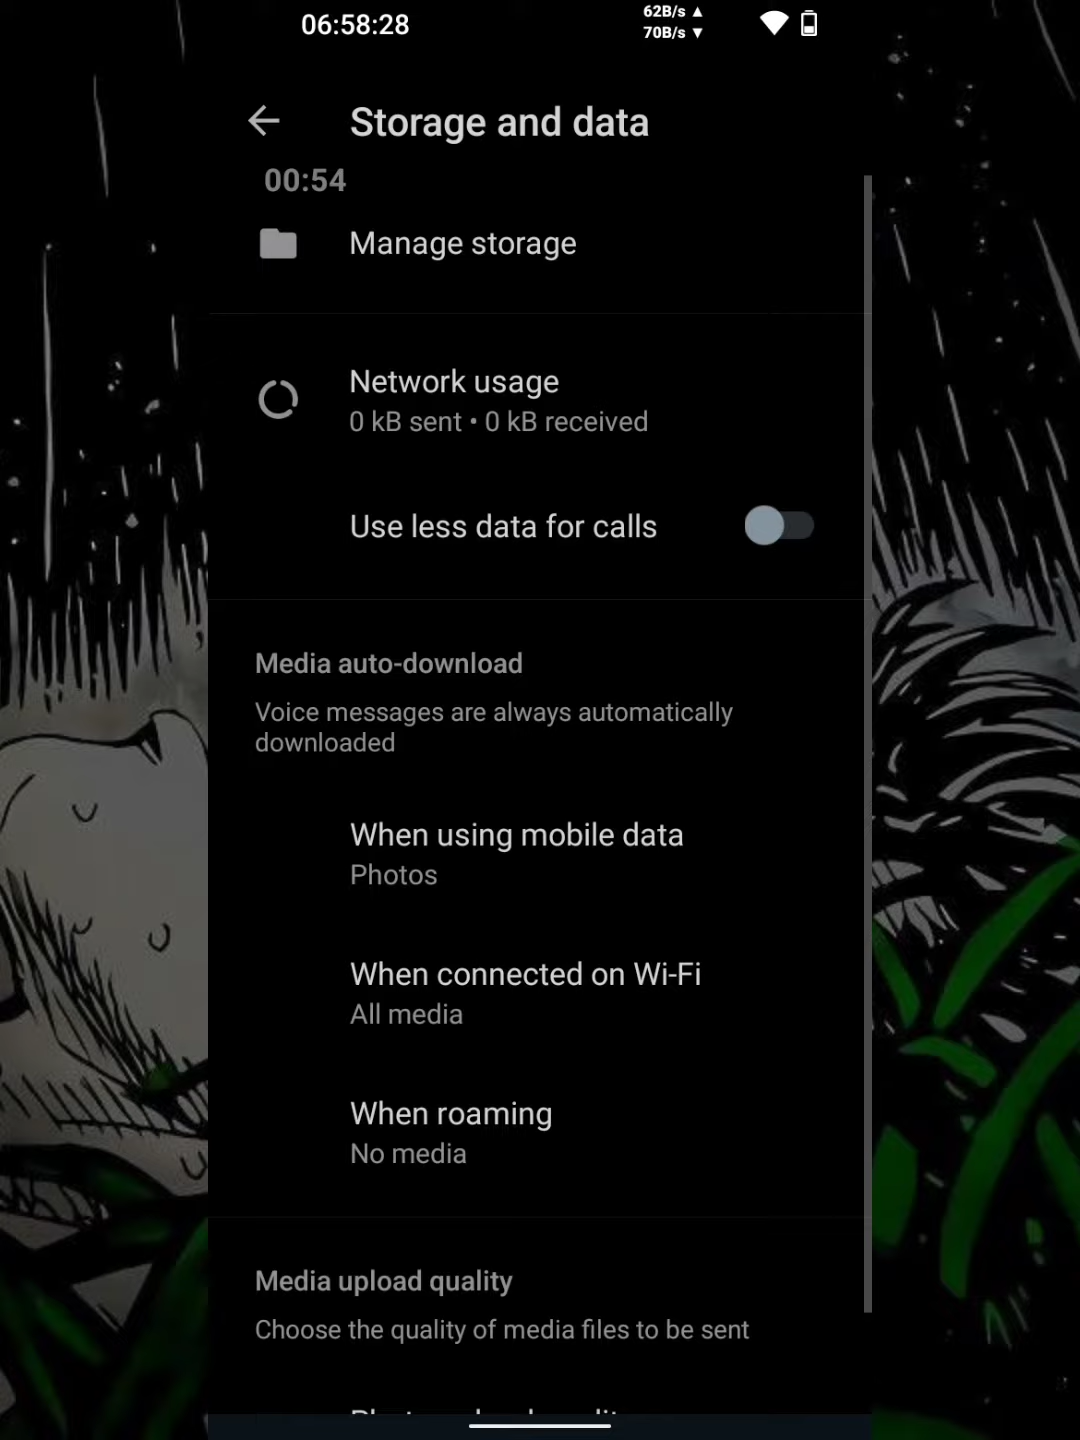 06:58:28
62B/s ▲
70B/s ▼
Storage and data
00:54
Manage storage
Network usage
0 kB sent • 0 kB received
Use less data for calls
Media auto-download
Voice messages are always automatically
downloaded
When using mobile data
Photos
When connected on Wi-Fi
All media
When roaming
No media
Media upload quality
Choose the quality of media files to be sent